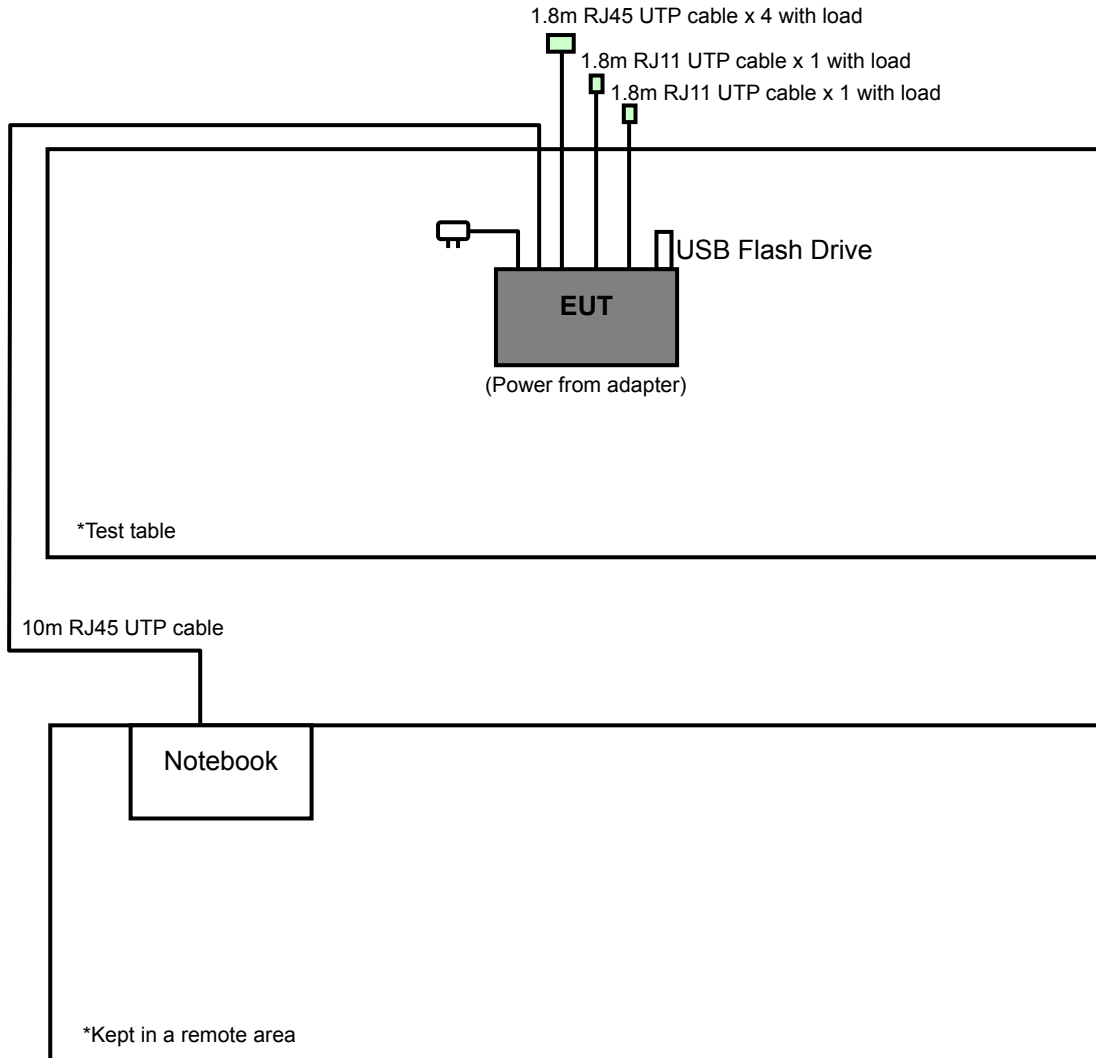 1.8m RJ45 UTP cable x 4 with load
1.8m RJ11 UTP cable x 1 with load
1.8m RJ11 UTP cable x 1 with load
USB Flash Drive
EUT
(Power from adapter)
*Test table
10m RJ45 UTP cable
Notebook
*Kept in a remote area